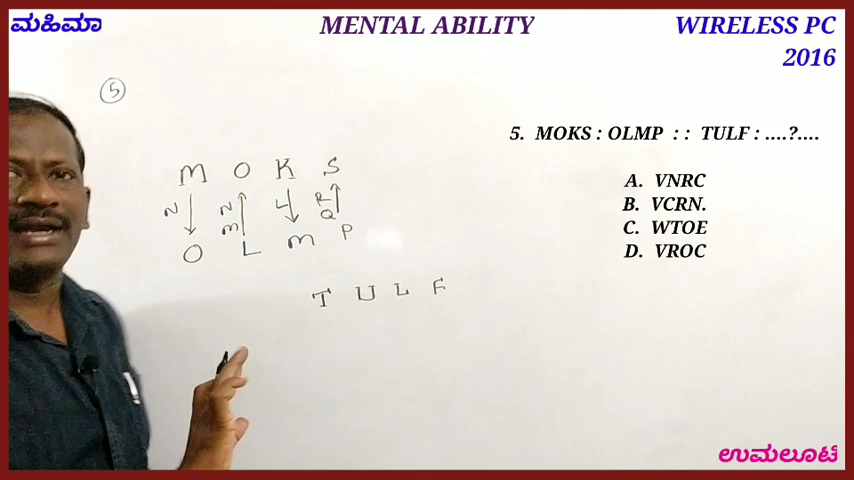 ಮಹಿಮಾ
MENTAL ABILITY
WIRELESS PC
2016
5
5. MOKS : OLMP : : TULF : ....?....
A. VNRC
B. VCRN.
C. WTOE
D. VROC
M O K S
N N M L R Q
O L M P
T U L F
ಉಮಲೂಟಿ